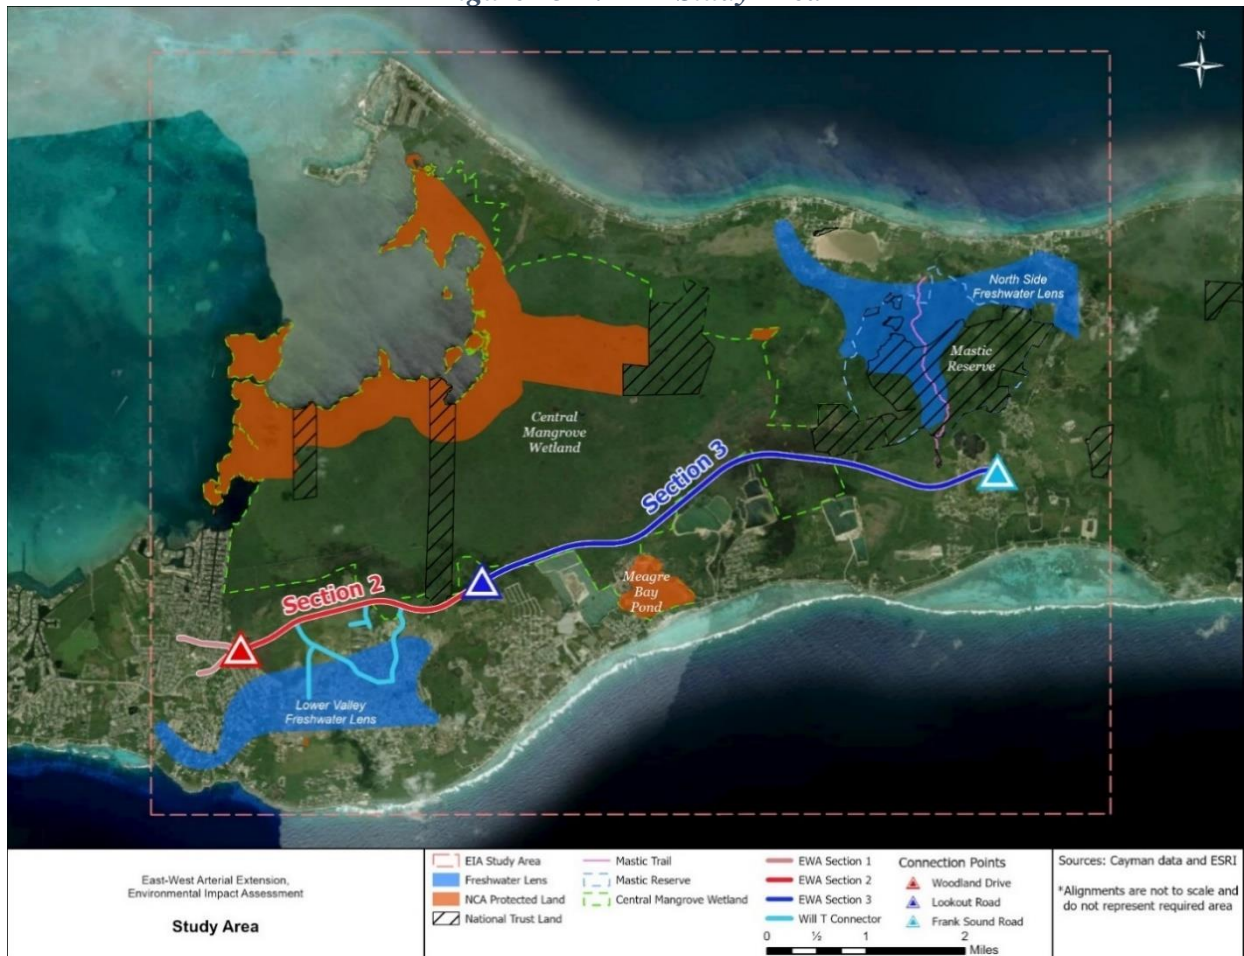 Study Area
N
North Side
Freshwater Lens
Mastic
Reserve
Central
Mangrove
Wetland
Section 3
Meagre
Bay
Pond
Section 2
Lower Valley
Freshwater Lens
East-West Arterial Extension,
Environmental Impact Assessment
Study Area
EIA Study Area
Freshwater Lens
NCA Protected Land
National Trust Land
Mastic Trail
Mastic Reserve
Central Mangrove Wetland
EWA Section 1
EWA Section 2
EWA Section 3
Will T Connector
Connection Points
Woodland Drive
Lookout Road
Frank Sound Road
0 ½ 1 2
Miles
Sources: Cayman data and ESRI
*Alignments are not to scale and
do not represent required area